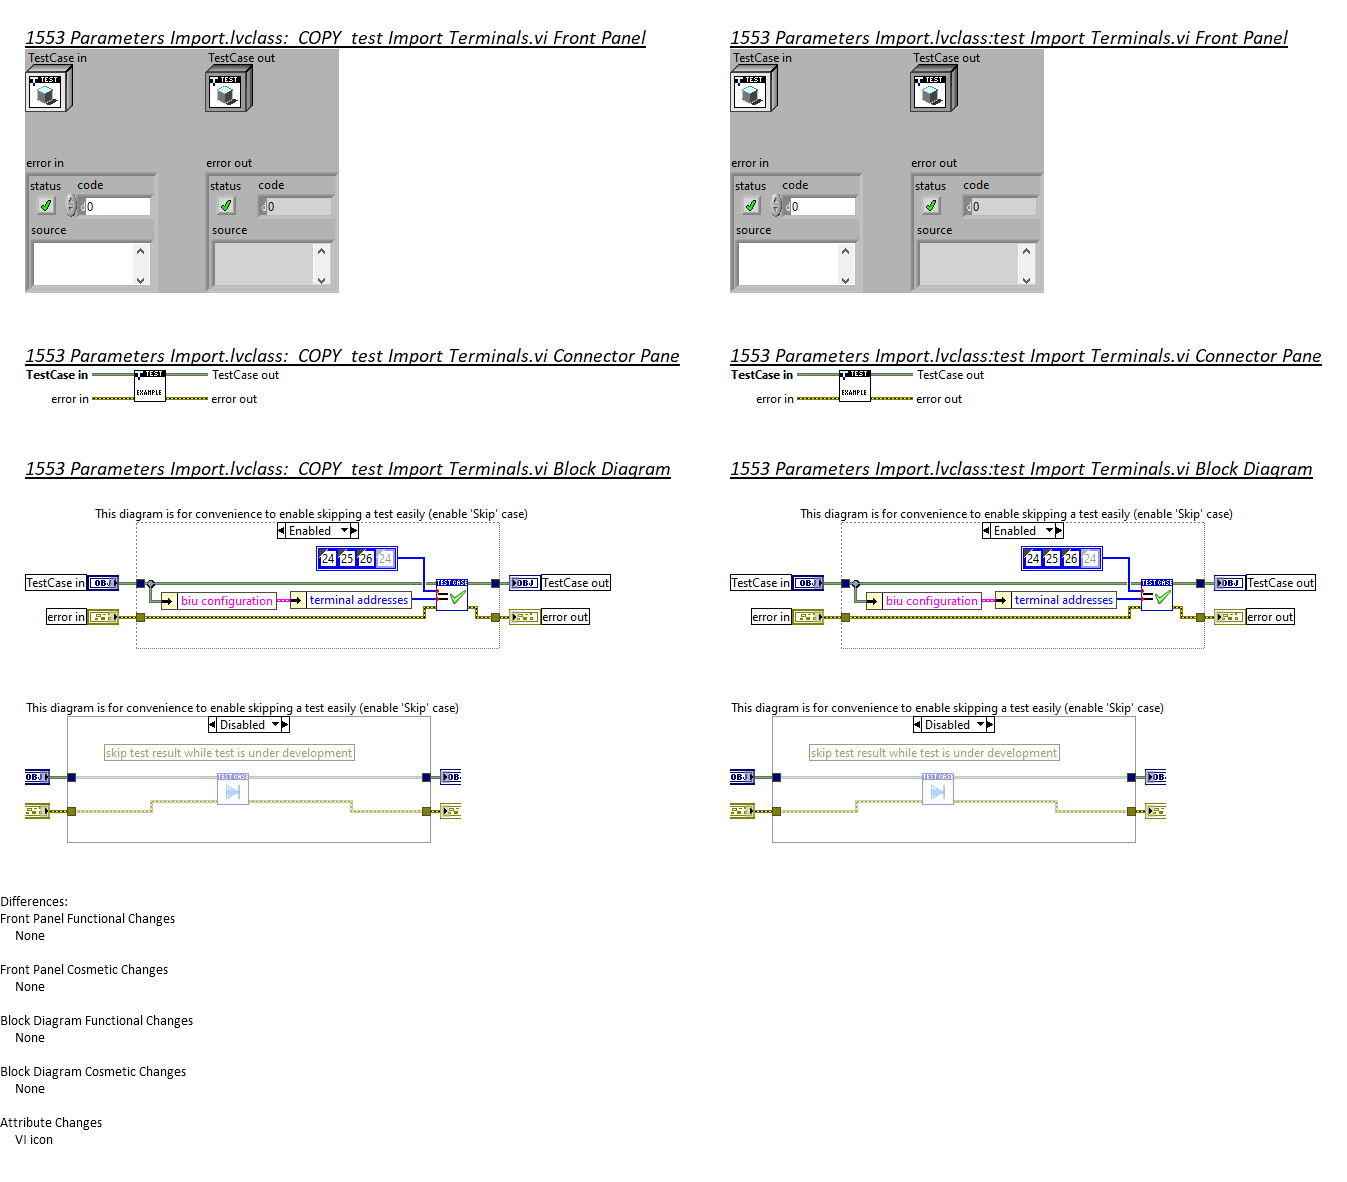 1553 Parameters Import.lvclass:_COPY_test Import Terminals.vi Front Panel
TestCase in
TestCase out
TEST
TEST
error in
error out
status code
status code
0
0
source
source
1553 Parameters Import.lvclass:test Import Terminals.vi Front Panel
TestCase in
TestCase out
TEST
TEST
error in
error out
status code
status code
0
0
source
source
1553 Parameters Import.lvclass:_COPY_test Import Terminals.vi Connector Pane
TestCase in
TEST
TestCase out
error in
EXAMPLE
error out
1553 Parameters Import.lvclass:test Import Terminals.vi Connector Pane
TestCase in
TEST
TestCase out
error in
EXAMPLE
error out
1553 Parameters Import.lvclass:_COPY_test Import Terminals.vi Block Diagram
This diagram is for convenience to enable skipping a test easily (enable 'Skip' case)
Enabled
24 25 26 24
TestCase in
OBJ
TEST CASE
OBJ
TestCase out
biu configuration
terminal addresses
error in
error out
1553 Parameters Import.lvclass:test Import Terminals.vi Block Diagram
This diagram is for convenience to enable skipping a test easily (enable 'Skip' case)
Enabled
24 25 26 24
TestCase in
OBJ
TEST CASE
OBJ
TestCase out
biu configuration
terminal addresses
error in
error out
This diagram is for convenience to enable skipping a test easily (enable 'Skip' case)
Disabled
skip test result while test is under development
OBJ
TEST CASE
OB
This diagram is for convenience to enable skipping a test easily (enable 'Skip' case)
Disabled
skip test result while test is under development
OBJ
TEST CASE
OB
Differences:
Front Panel Functional Changes
None
Front Panel Cosmetic Changes
None
Block Diagram Functional Changes
None
Block Diagram Cosmetic Changes
None
Attribute Changes
VI icon